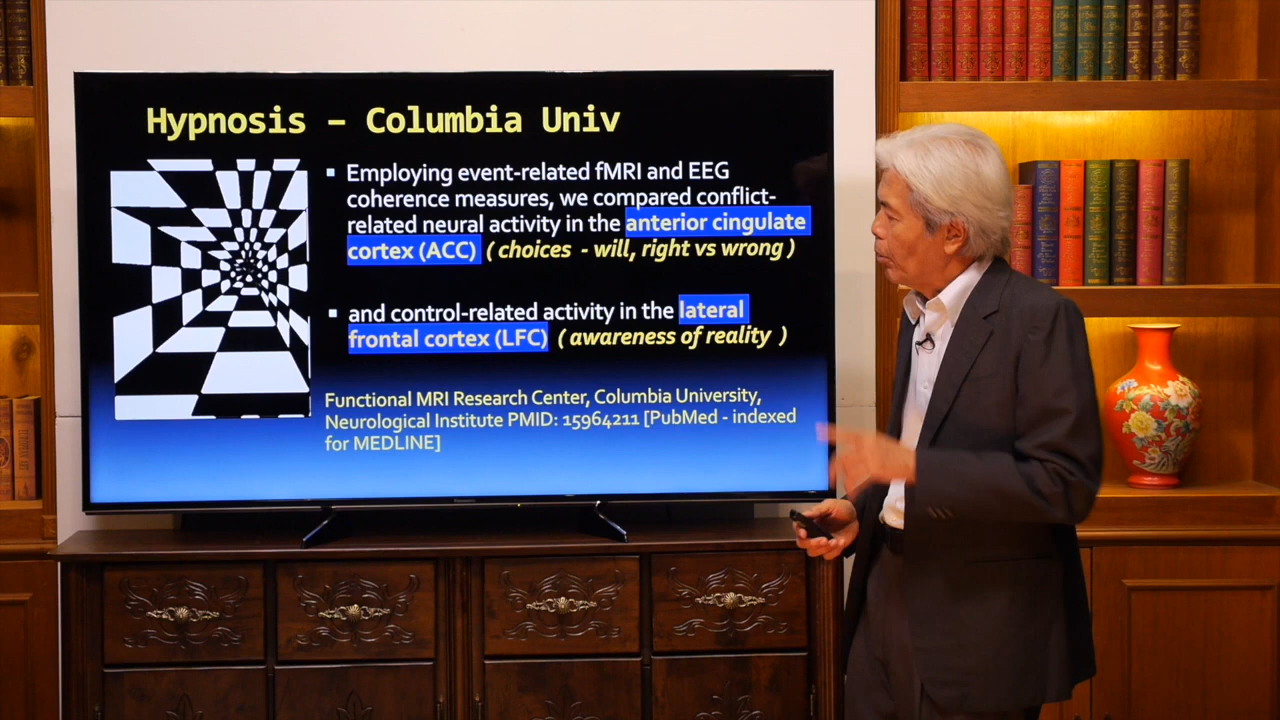 Hypnosis – Columbia Univ
Employing event-related fMRI and EEG
coherence measures, we compared conflict-
related neural activity in the anterior cingulate
cortex (ACC) ( choices - will, right vs wrong )
and control-related activity in the lateral
frontal cortex (LFC) ( awareness of reality )
Functional MRI Research Center, Columbia University,
Neurological Institute PMID: 15964211 [PubMed - indexed
for MEDLINE]